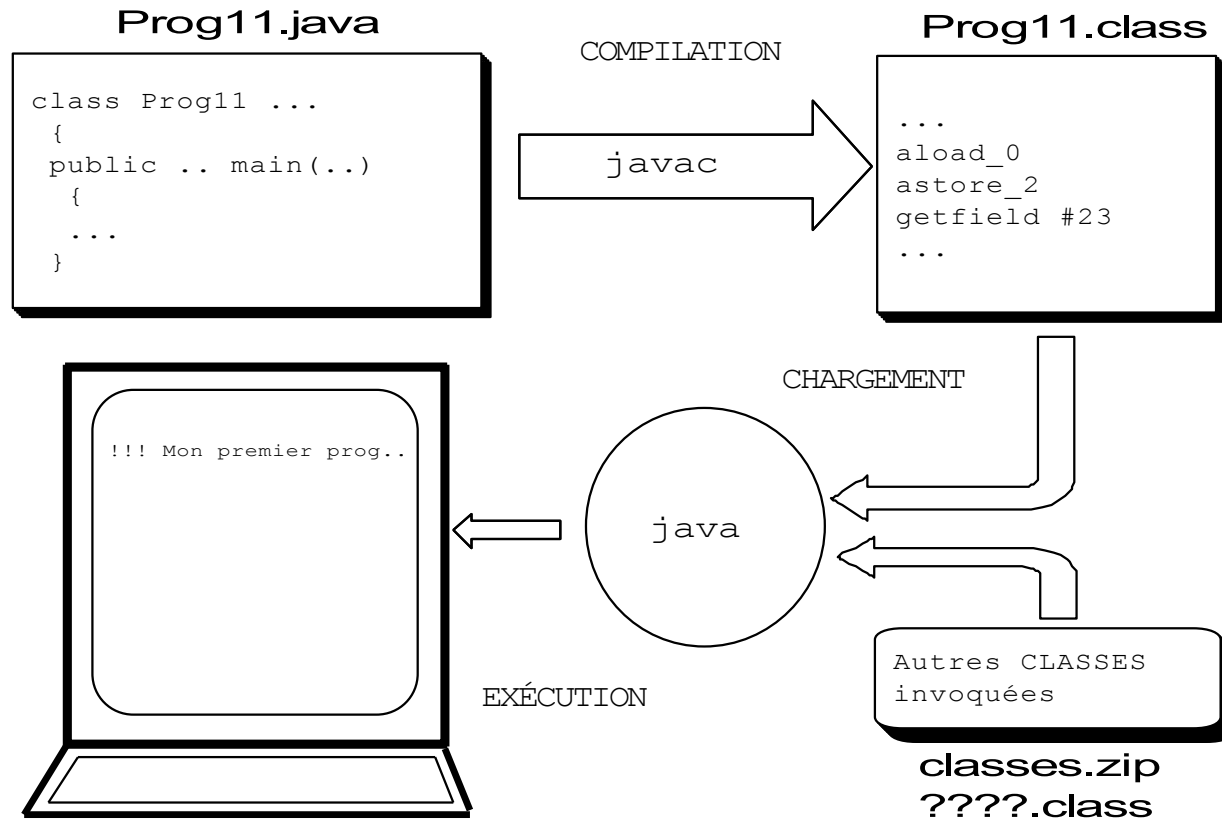 Prog11.java
class Prog11 ...
{
public .. main(..)
{
...
}
COMPILATION
javac
Prog11.class
...
aload_0
astore_2
getfield #23
...
CHARGEMENT
!!! Mon premier prog..
java
EXÉCUTION
Autres CLASSES
invoquées
classes.zip
????.class